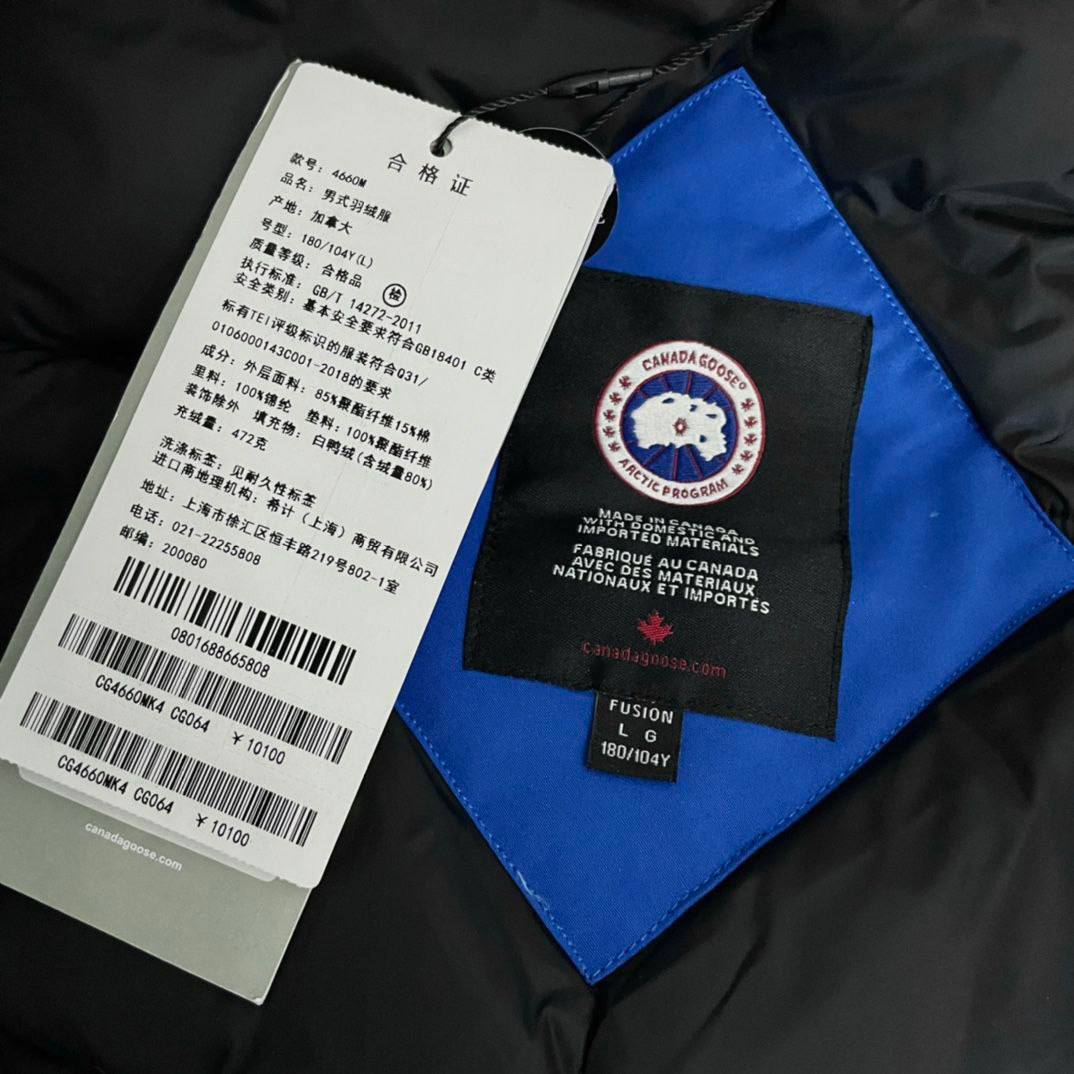 合格证
款号: 4660M
品名: 男式羽绒服
产地: 加拿大
号型: 180/104Y(L)
质量等级: 合格品
检
执行标准: GB/T 14272-2011
安全类别: 基本安全要求符合GB18401 C类
标有TEI评级标识的服装符合Q31/
0106000143C001-2018的要求
成分: 外层面料: 85%聚酯纤维15%棉
里料: 100%锦纶 垫料: 100%聚酯纤维
装饰除外 填充物: 白鸭绒(含绒量80%)
充绒量: 472克
洗涤标签: 见耐久性标签
进口商地理机构: 希计 (上海) 商贸有限公司
地址: 上海市徐汇区恒丰路219号802-1室
电话: 021-22255808
邮编: 200080
0801688665808
CG4660MK4 CG064 ¥10100
CG4660MK4 CG064 ¥10100
canadagoose.com
CANADA GOOSE®
ARCTIC PROGRAM
MADE IN CANADA
WITH DOMESTIC AND
IMPORTED MATERIALS
FABRIQUÉ AU CANADA
AVEC DES MATERIAUX
NATIONAUX ET IMPORTÉS
canadagoose.com
FUSION
L G
180/104Y